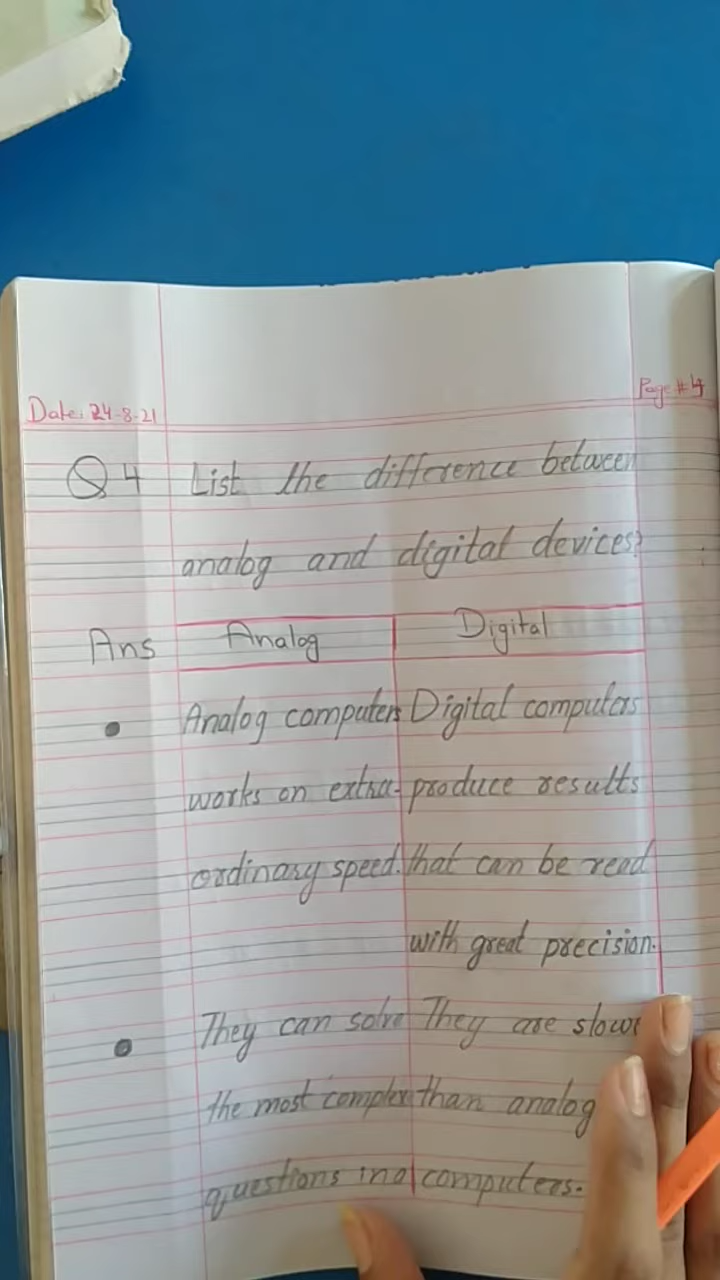 Date: 24-8-21
Page # 4
Q 4 List the difference between
analog and digital devices?
Ans Analog Digital
• Analog computers Digital computers
works on extra- produce results
ordinary speed. that can be read
with great precision.
• They can solve They are slower
the most complex than analog
questions in a computers.